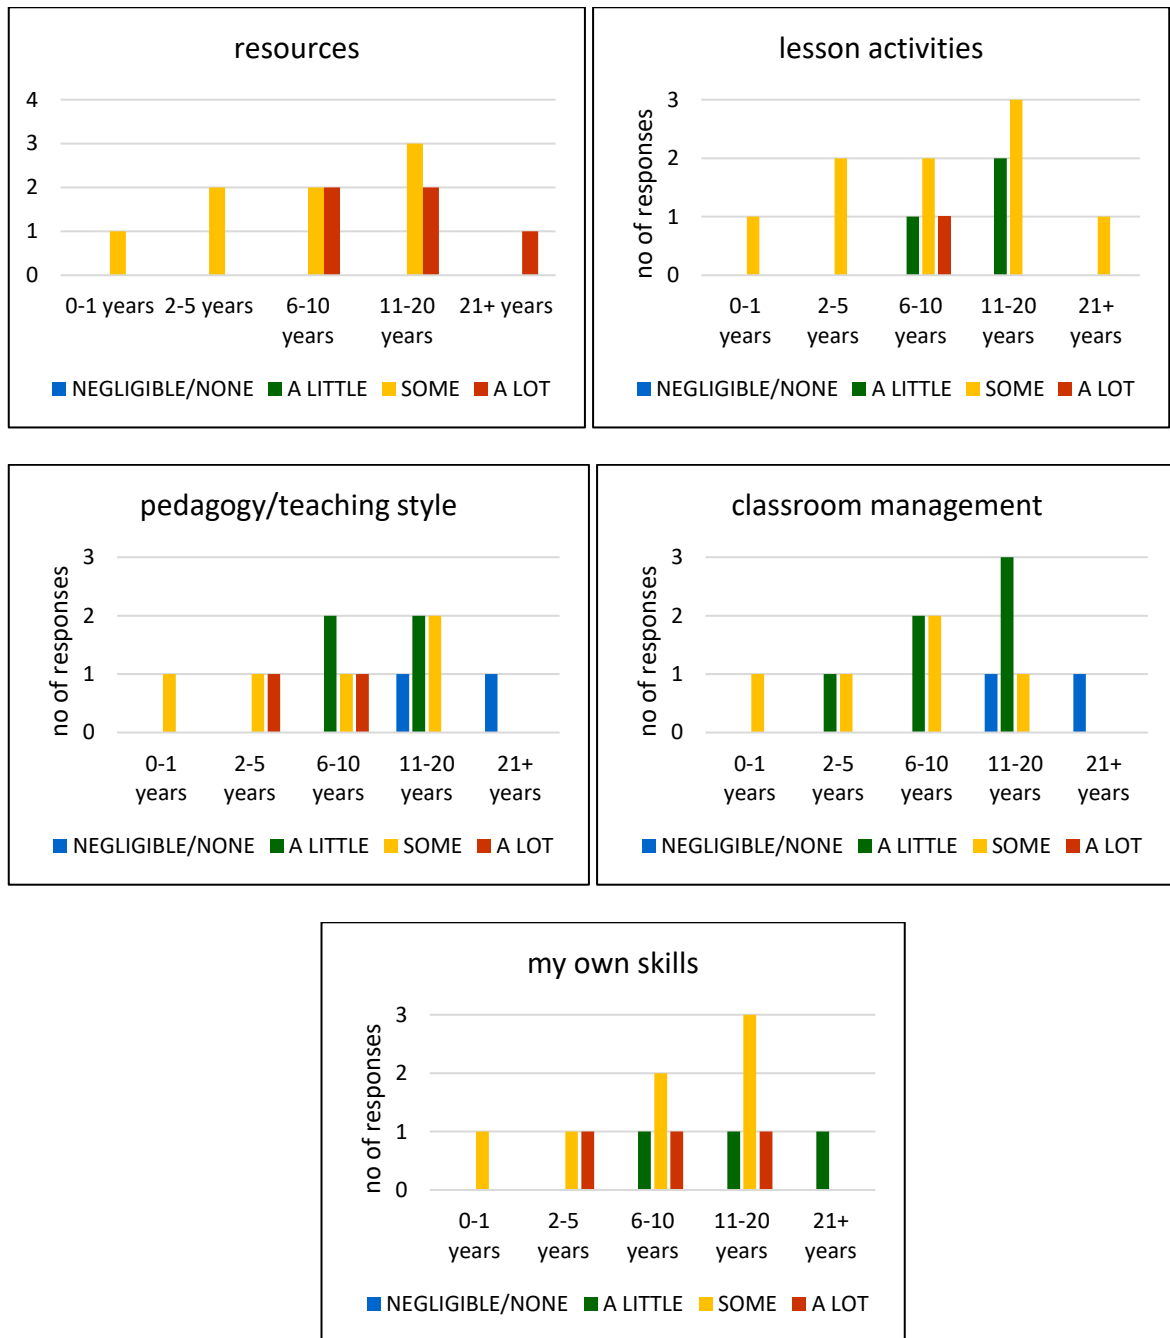 resources
4
3
2
1
0
0-1 years 2-5 years 6-10 years 11-20 years 21+ years
NEGLIGIBLE/NONE A LITTLE SOME A LOT
lesson activities
no of responses
3
2
1
0
0-1 years 2-5 years 6-10 years 11-20 years 21+ years
NEGLIGIBLE/NONE A LITTLE SOME A LOT
pedagogy/teaching style
no of responses
3
2
1
0
0-1 years 2-5 years 6-10 years 11-20 years 21+ years
NEGLIGIBLE/NONE A LITTLE SOME A LOT
classroom management
no of responses
3
2
1
0
0-1 years 2-5 years 6-10 years 11-20 years 21+ years
NEGLIGIBLE/NONE A LITTLE SOME A LOT
my own skills
no of responses
3
2
1
0
0-1 years 2-5 years 6-10 years 11-20 years 21+ years
NEGLIGIBLE/NONE A LITTLE SOME A LOT